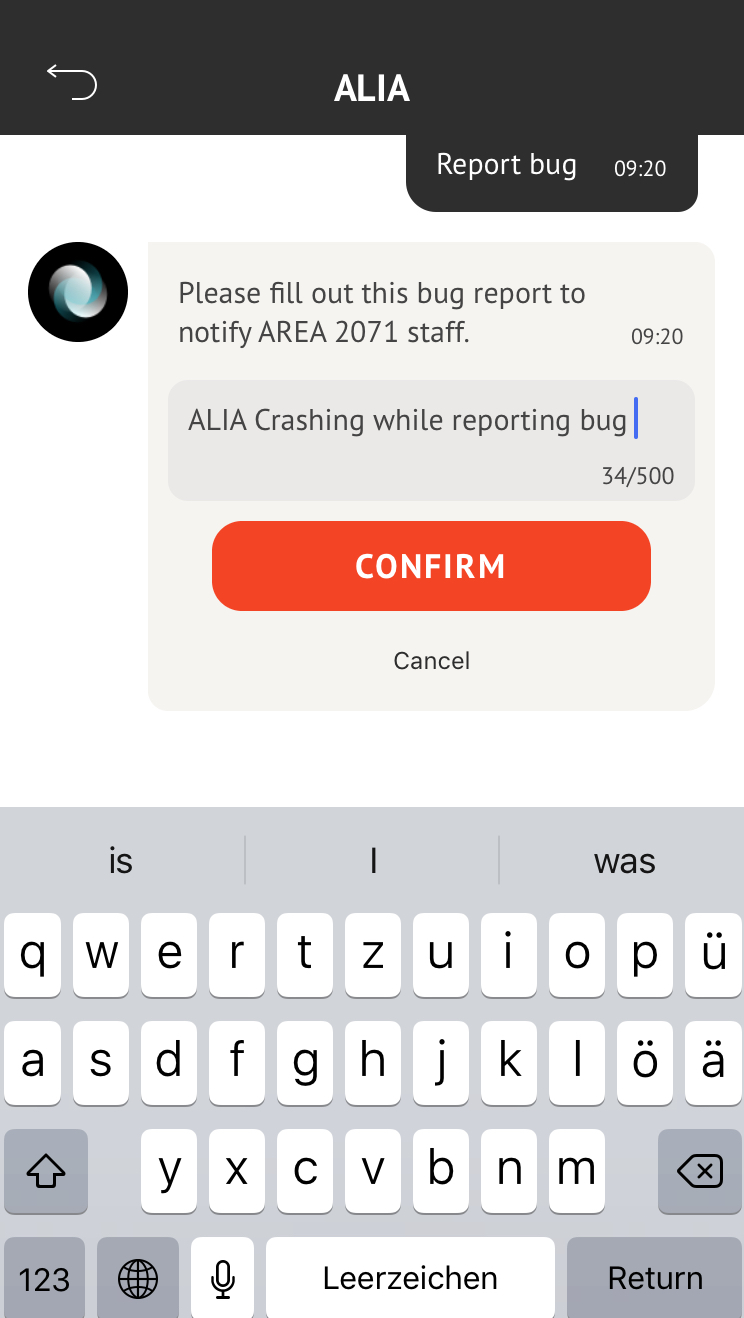 ALIA
Report bug 09:20
Please fill out this bug report to
notify AREA 2071 staff. 09:20
ALIA Crashing while reporting bug
34/500
CONFIRM
Cancel
is I was
q w e r t z u i o p ü
a s d f g h j k l ö ä
y x c v b n m
123 Leerzeichen Return